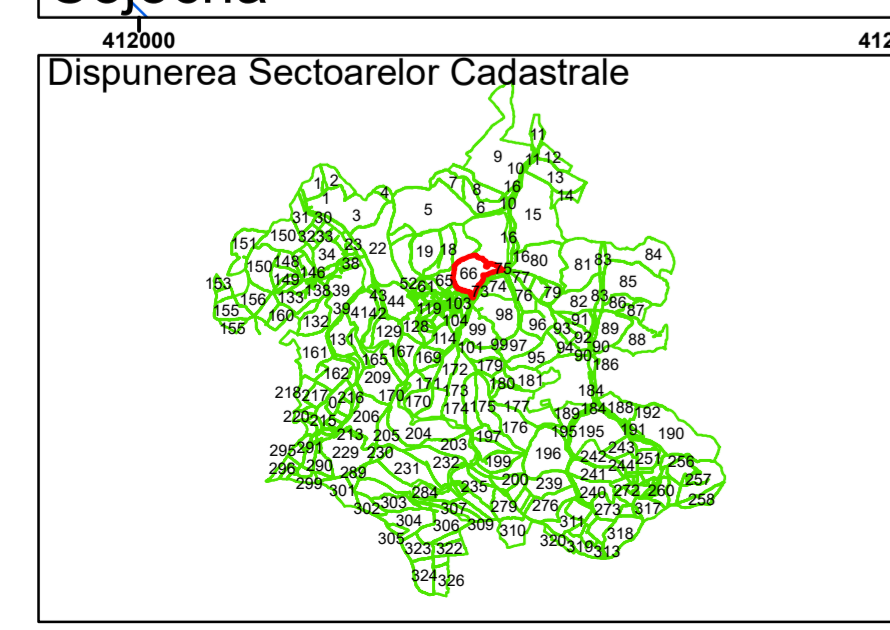 Cojocna
412000
412
Dispunerea Sectoarelor Cadastrale
11
9 11 12
10
1 2 7 8 16 13
1 4 14
31 30 3 5 6 10 15
150 32 33 23 22 19 18 16
151 34 16 80 84
150 148 38 66 75 81 83
153 149 146 52 61 65 77 85
156 133 138 39 43 44 73 74 76 79 82 83 86
155 160 39 41 42 119 103 98 87
155 132 129 128 104 99 96 93 91 89
131 114 92 88
161 165 167 169 101 99 97 95 94 90 90
162 209 172 179 186
218 217 171 173 180 181 184
0 216 170 170
220 215 206 174 175 177 189 184 188 192
213 205 204 197 176 195 195 191 190
295 291 229 230 203 196 243
296 290 289 231 232 199 242 244 251 256
299 301 200 239 241 257
284 235 240 272 260 258
302 303 307 279 276 273 317
304 306 309 310 311 318
305 323 322 320 319 313
324 326